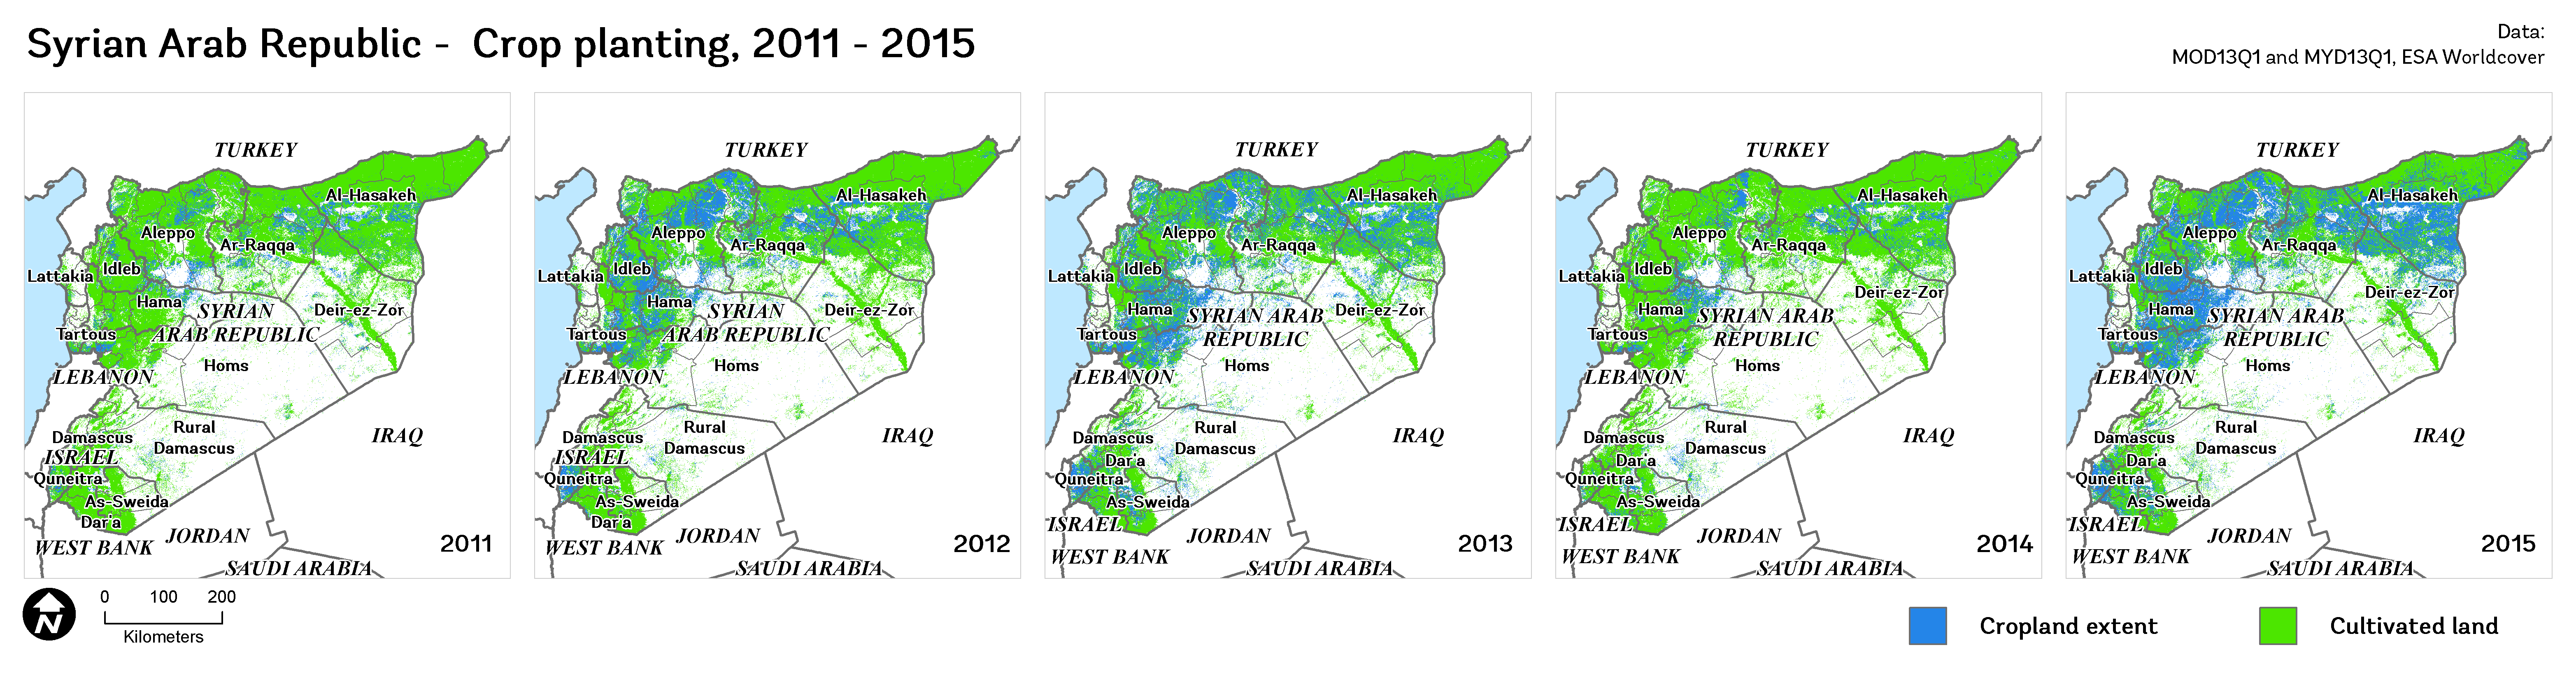 Syrian Arab Republic - Crop planting, 2011 - 2015
Data:
MOD13Q1 and MYD13Q1, ESA Worldcover
TURKEY
Al-Hasakeh
Aleppo
Ar-Raqqa
Lattakia
Idleb
Hama
SYRIAN
ARAB REPUBLIC
Deir-ez-Zor
Tartous
Homs
LEBANON
Rural
Damascus
Damascus
IRAQ
ISRAEL
Quneitra
As-Sweida
Dar'a
JORDAN
WEST BANK
SAUDI ARABIA
2011
TURKEY
Al-Hasakeh
Aleppo
Ar-Raqqa
Lattakia
Idleb
Hama
SYRIAN
ARAB REPUBLIC
Deir-ez-Zor
Tartous
Homs
LEBANON
Rural
Damascus
Damascus
IRAQ
ISRAEL
Quneitra
As-Sweida
Dar'a
JORDAN
WEST BANK
SAUDI ARABIA
2012
TURKEY
Al-Hasakeh
Aleppo
Ar-Raqqa
Lattakia
Idleb
Hama
SYRIAN ARAB
REPUBLIC
Deir-ez-Zor
Tartous
Homs
LEBANON
Rural
Damascus
Damascus
IRAQ
Dar'a
Quneitra
As-Sweida
ISRAEL
JORDAN
WEST BANK
SAUDI ARABIA
2013
TURKEY
Al-Hasakeh
Aleppo
Ar-Raqqa
Lattakia
Idleb
Deir-ez-Zor
Hama
SYRIAN ARAB
REPUBLIC
Tartous
Homs
LEBANON
Rural
Damascus
Damascus
IRAQ
Dar'a
Quneitra
As-Sweida
ISRAEL
JORDAN
WEST BANK
SAUDI ARABIA
2014
TURKEY
Al-Hasakeh
Aleppo
Ar-Raqqa
Lattakia
Idleb
Deir-ez-Zor
Hama
SYRIAN ARAB
REPUBLIC
Tartous
Homs
LEBANON
Rural
Damascus
Damascus
IRAQ
Dar'a
Quneitra
As-Sweida
ISRAEL
JORDAN
WEST BANK
SAUDI ARABIA
2015
N
0 100 200
Kilometers
Cropland extent
Cultivated land